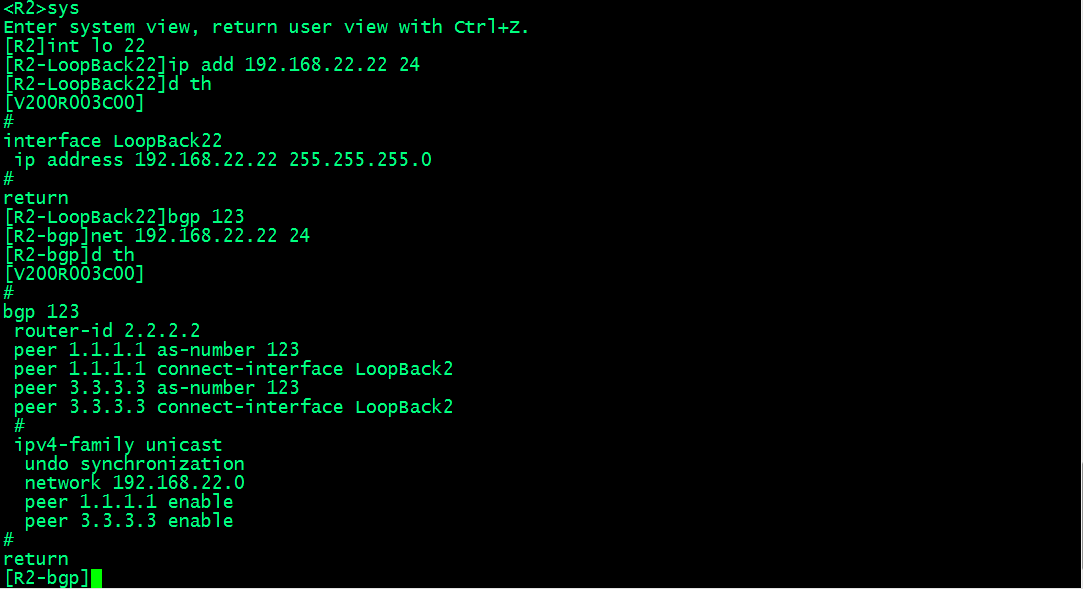 <R2>sys
Enter system view, return user view with Ctrl+Z.
[R2]int lo 22
[R2-LoopBack22]ip add 192.168.22.22 24
[R2-LoopBack22]d th
[V200R003C00]
#
interface LoopBack22
 ip address 192.168.22.22 255.255.255.0
#
return
[R2-LoopBack22]bgp 123
[R2-bgp]net 192.168.22.22 24
[R2-bgp]d th
[V200R003C00]
#
bgp 123
 router-id 2.2.2.2
 peer 1.1.1.1 as-number 123
 peer 1.1.1.1 connect-interface LoopBack2
 peer 3.3.3.3 as-number 123
 peer 3.3.3.3 connect-interface LoopBack2
 #
 ipv4-family unicast
  undo synchronization
  network 192.168.22.0
  peer 1.1.1.1 enable
  peer 3.3.3.3 enable
#
return
[R2-bgp]